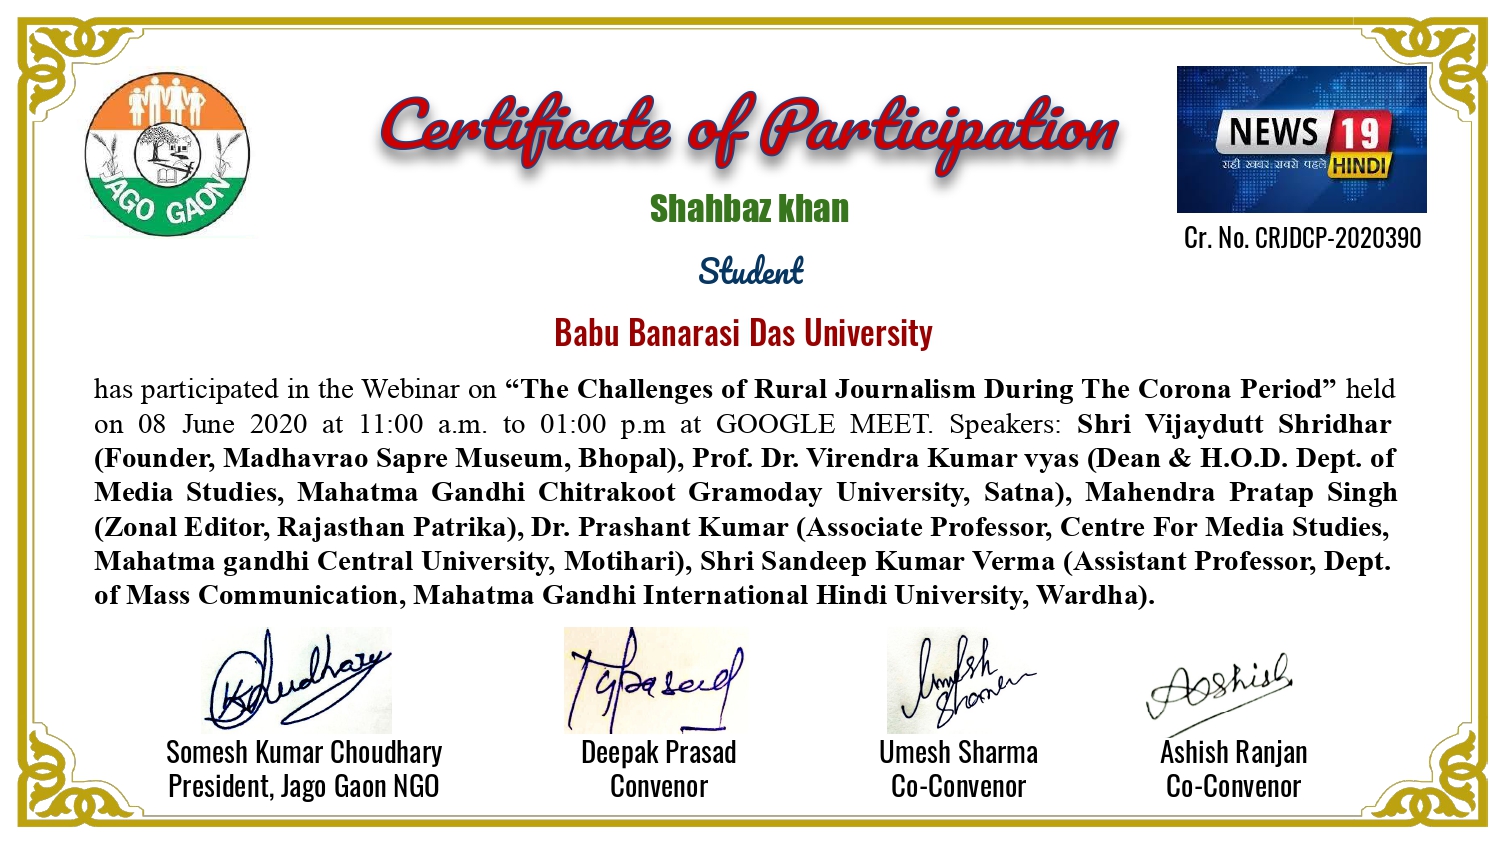 Certificate of Participation
JAGO GAON
NEWS 19
सही ख़बर सबसे पहले HINDI
Cr. No. CRJDCP-2020390
Shahbaz khan
Student
Babu Banarasi Das University
has participated in the Webinar on “The Challenges of Rural Journalism During The Corona Period” held
on 08 June 2020 at 11:00 a.m. to 01:00 p.m at GOOGLE MEET. Speakers: Shri Vijaydutt Shridhar
(Founder, Madhavrao Sapre Museum, Bhopal), Prof. Dr. Virendra Kumar vyas (Dean & H.O.D. Dept. of
Media Studies, Mahatma Gandhi Chitrakoot Gramoday University, Satna), Mahendra Pratap Singh
(Zonal Editor, Rajasthan Patrika), Dr. Prashant Kumar (Associate Professor, Centre For Media Studies,
Mahatma gandhi Central University, Motihari), Shri Sandeep Kumar Verma (Assistant Professor, Dept.
of Mass Communication, Mahatma Gandhi International Hindi University, Wardha).
Umesh
Sharma
Ashish
Somesh Kumar Choudhary
President, Jago Gaon NGO
Deepak Prasad
Convenor
Umesh Sharma
Co-Convenor
Ashish Ranjan
Co-Convenor